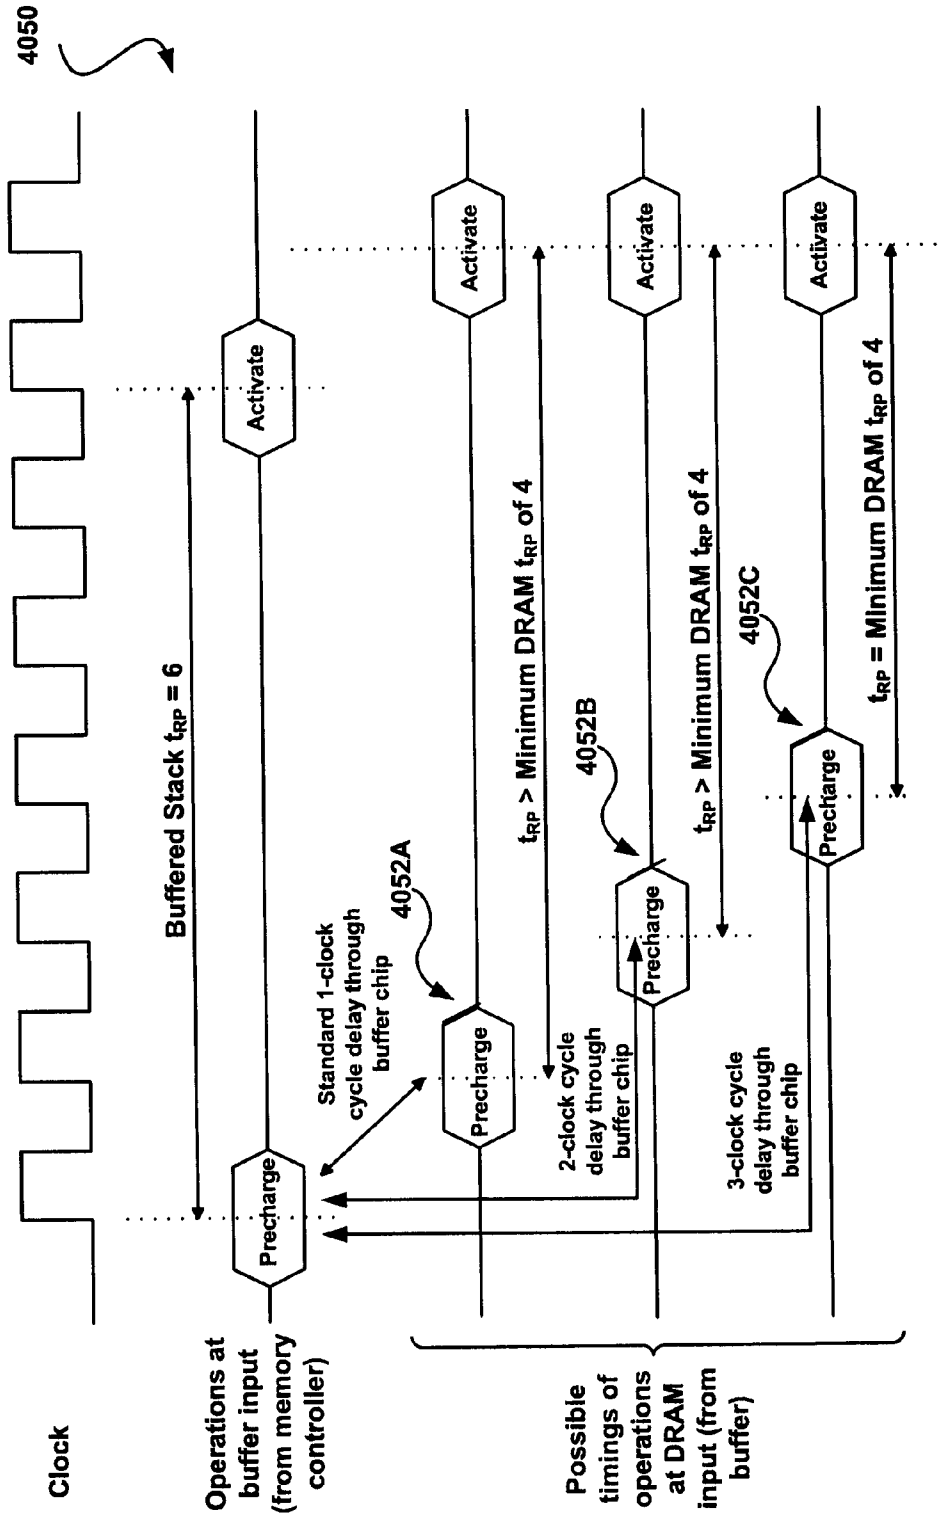 4050
Clock
Operations at
buffer input
(from memory
controller)
Precharge
Buffered Stack tRP = 6
Activate
Standard 1-clock
cycle delay through
buffer chip
4052A
Precharge
tRP > Minimum DRAM tRP of 4
Activate
Possible
timings of
operations
at DRAM
input (from
buffer)
2-clock cycle
delay through
buffer chip
4052B
Precharge
tRP > Minimum DRAM tRP of 4
Activate
3-clock cycle
delay through
buffer chip
4052C
Precharge
tRP = Minimum DRAM tRP of 4
Activate